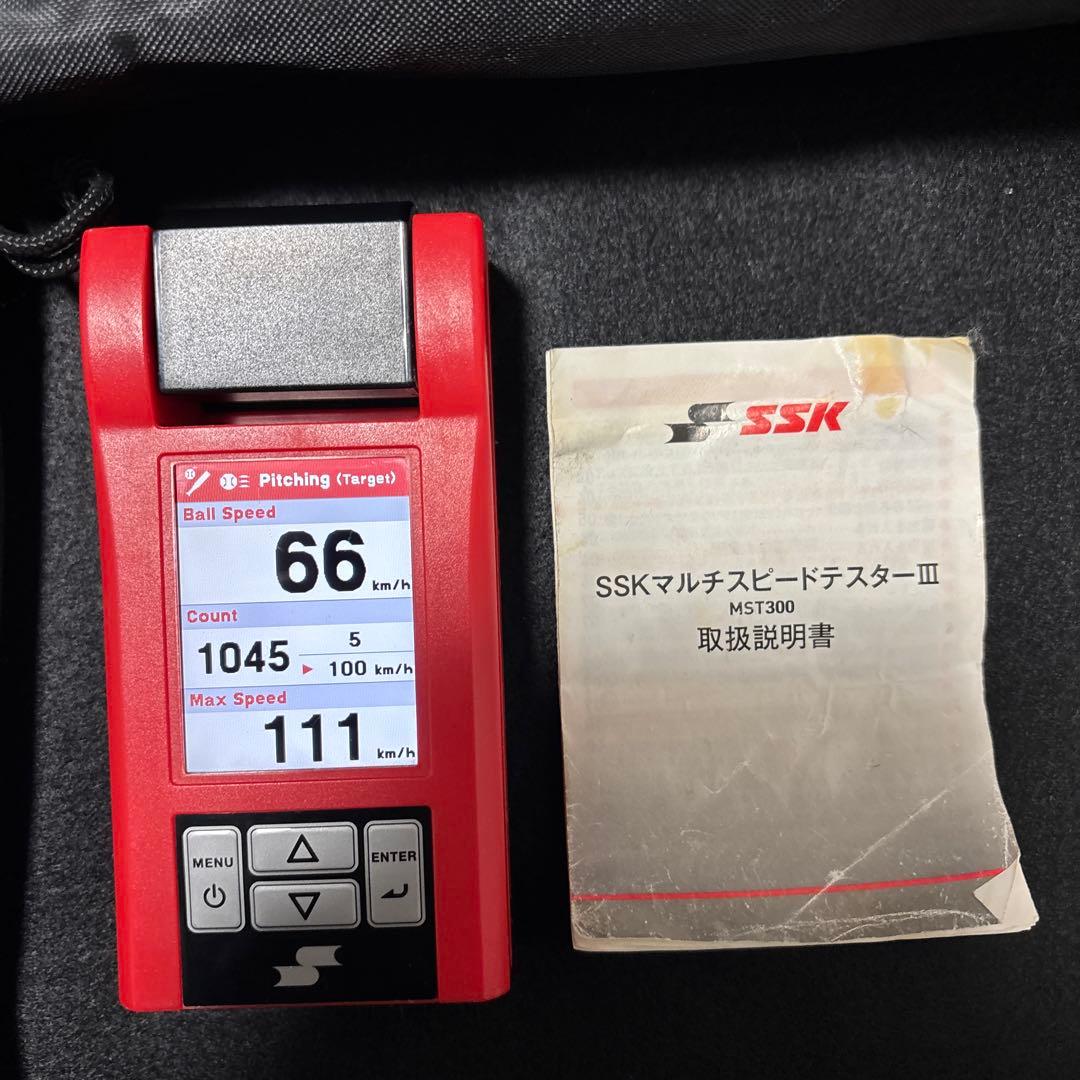 Pitching (Target)
Ball Speed
66 km/h
Count
1045 ▶ 5
100 km/h
Max Speed
111 km/h
MENU
ENTER
SSK
SSKマルチスピードテスターⅢ
MST300
取扱説明書